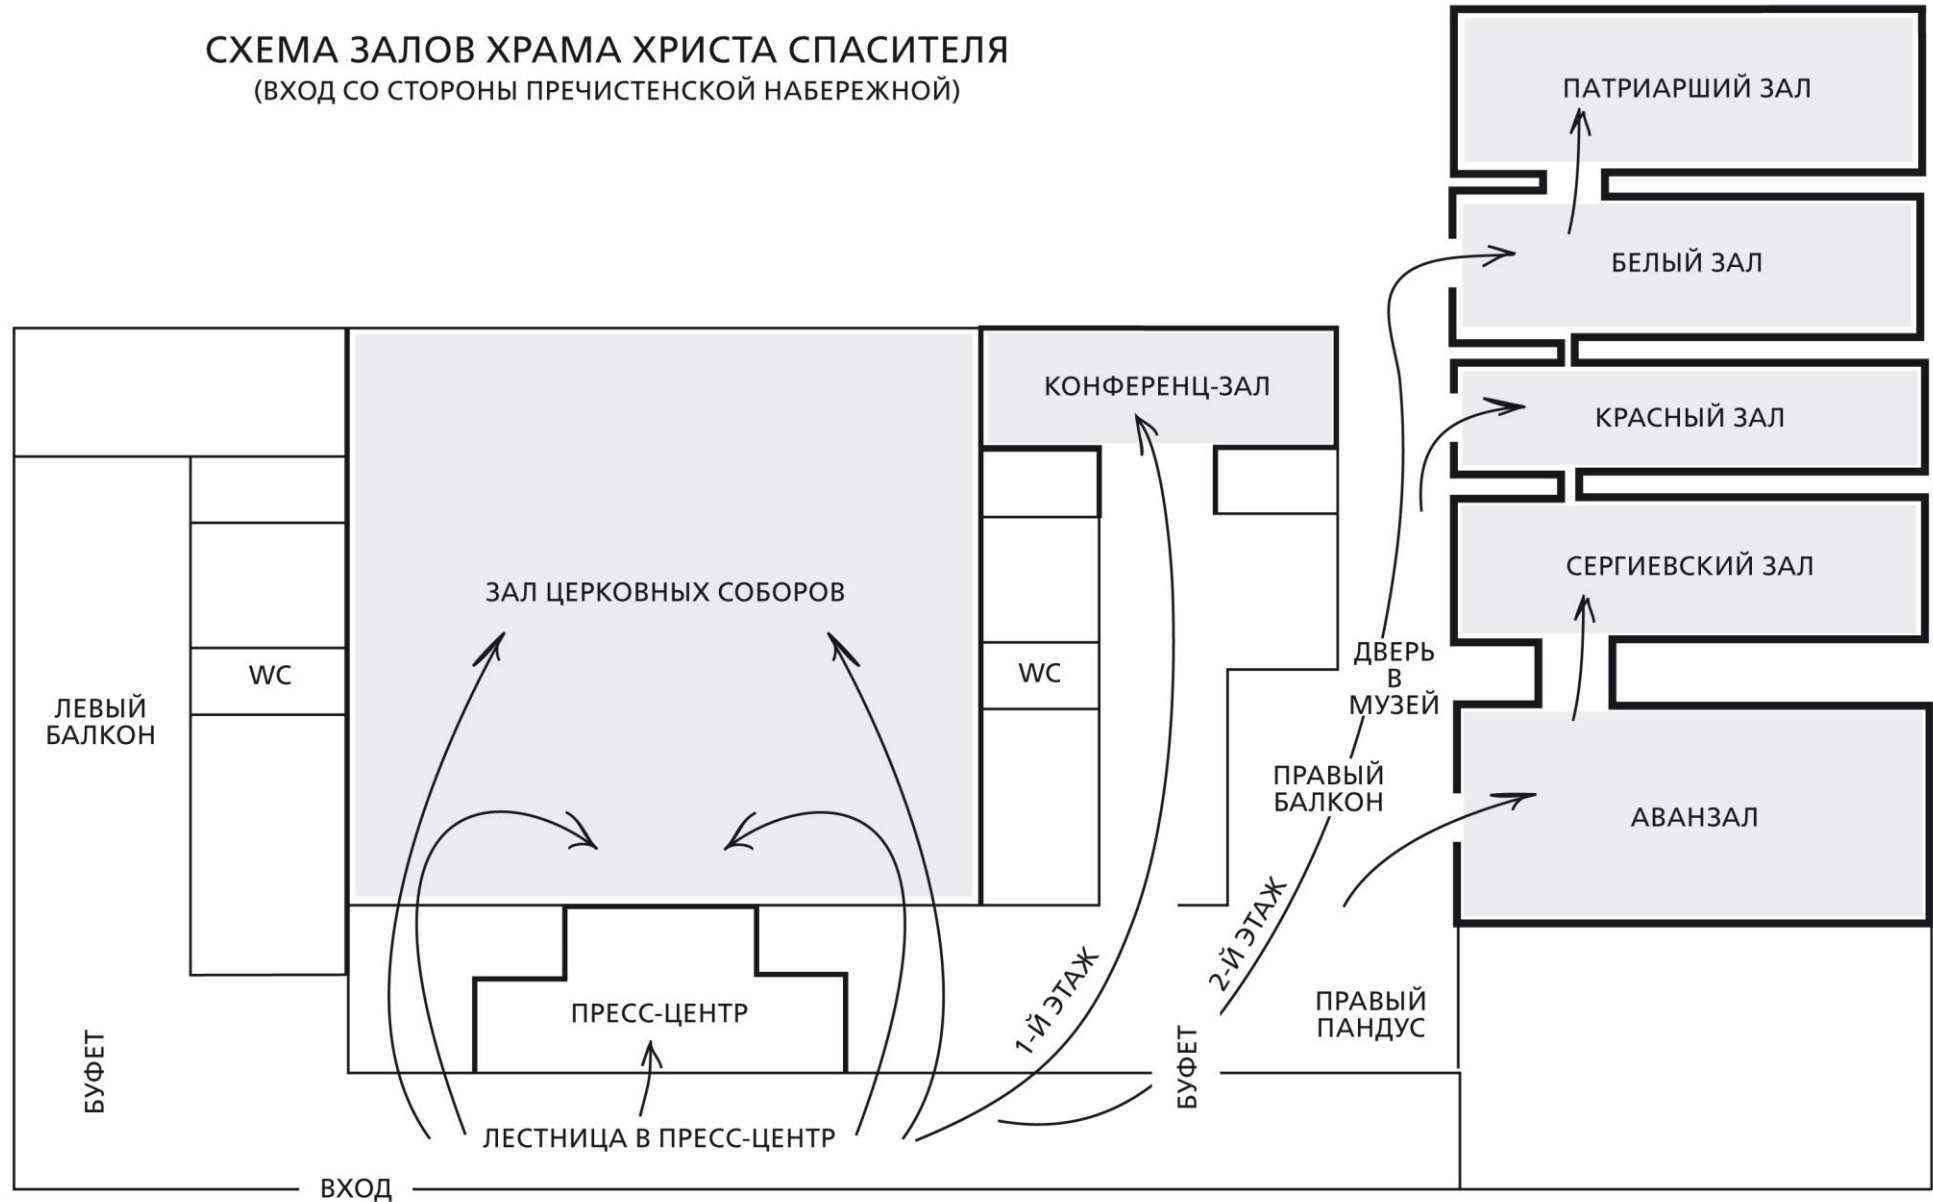 СХЕМА ЗАЛОВ ХРАМА ХРИСТА СПАСИТЕЛЯ
(ВХОД СО СТОРОНЫ ПРЕЧИСТЕНСКОЙ НАБЕРЕЖНОЙ)
ПАТРИАРШИЙ ЗАЛ
БЕЛЫЙ ЗАЛ
КОНФЕРЕНЦ-ЗАЛ
КРАСНЫЙ ЗАЛ
СЕРГИЕВСКИЙ ЗАЛ
ЗАЛ ЦЕРКОВНЫХ СОБОРОВ
ДВЕРЬ
В
МУЗЕЙ
WC
WC
ЛЕВЫЙ
БАЛКОН
ПРАВЫЙ
БАЛКОН
АВАНЗАЛ
2-Й ЭТАЖ
1-Й ЭТАЖ
ПРЕСС-ЦЕНТР
ПРАВЫЙ
ПАНДУС
БУФЕТ
БУФЕТ
ЛЕСТНИЦА В ПРЕСС-ЦЕНТР
ВХОД